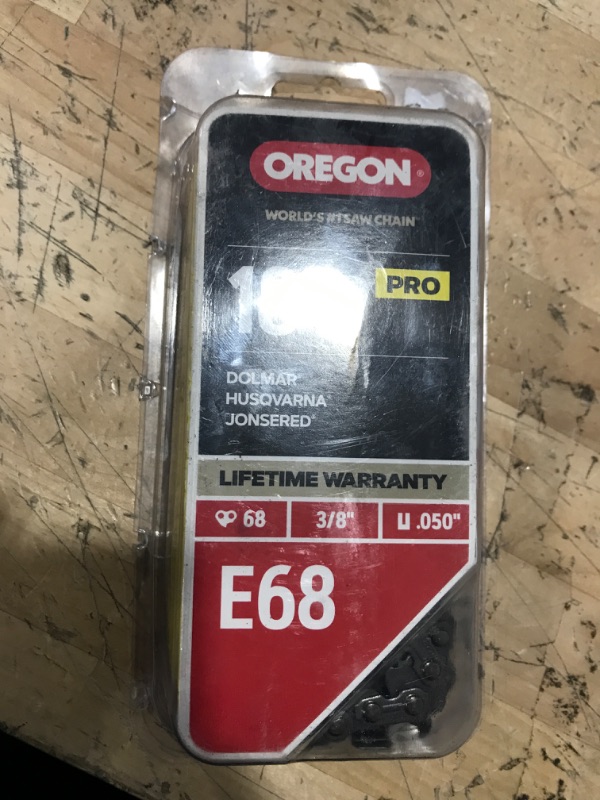 OREGON®
WORLD'S #1 SAW CHAIN
PRO
DOLMAR
HUSQVARNA
JONSERED
LIFETIME WARRANTY
68
3/8"
.050"
E68